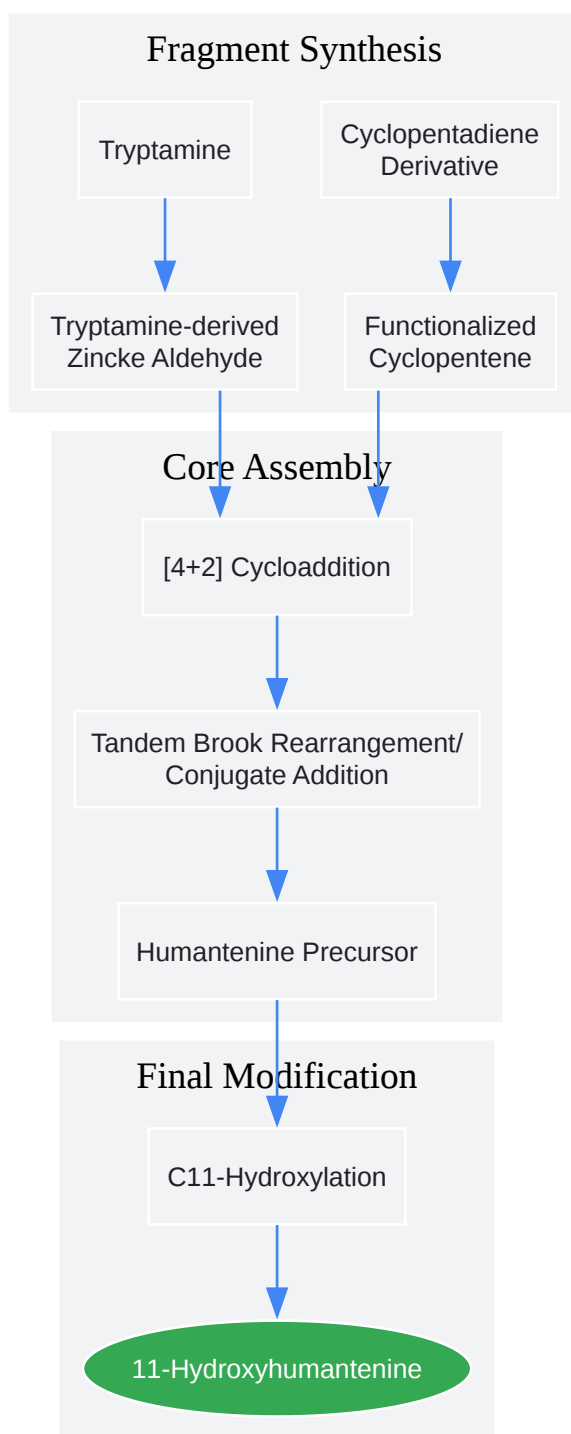 Fragment Synthesis
Tryptamine
Cyclopentadiene
Derivative
Tryptamine-derived
Zincke Aldehyde
Functionalized
Cyclopentene
Core Assembly
[4+2] Cycloaddition
Tandem Brook Rearrangement/
Conjugate Addition
Humantenine Precursor
Final Modification
C11-Hydroxylation
11-Hydroxyhumantenine